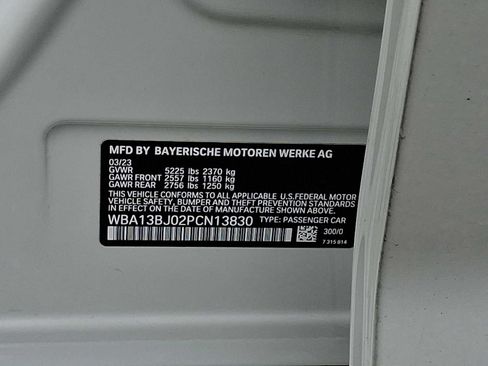 MFD BY BAYERISCHE MOTOREN WERKE AG
03/23
GVWR 5225 lbs 2370 kg
GAWR FRONT 2557 lbs 1160 kg
GAWR REAR 2756 lbs 1250 kg
THIS VEHICLE CONFORMS TO ALL APPLICABLE U.S.FEDERAL MOTOR
VEHICLE SAFETY, BUMPER AND THEFT PREVENTION STANDARDS
IN EFFECT ON THE DATE OF MANUFACTURE SHOWN ABOVE.
WBA13BJ02PCN13830 TYPE: PASSENGER CAR
300/0
7 315 014